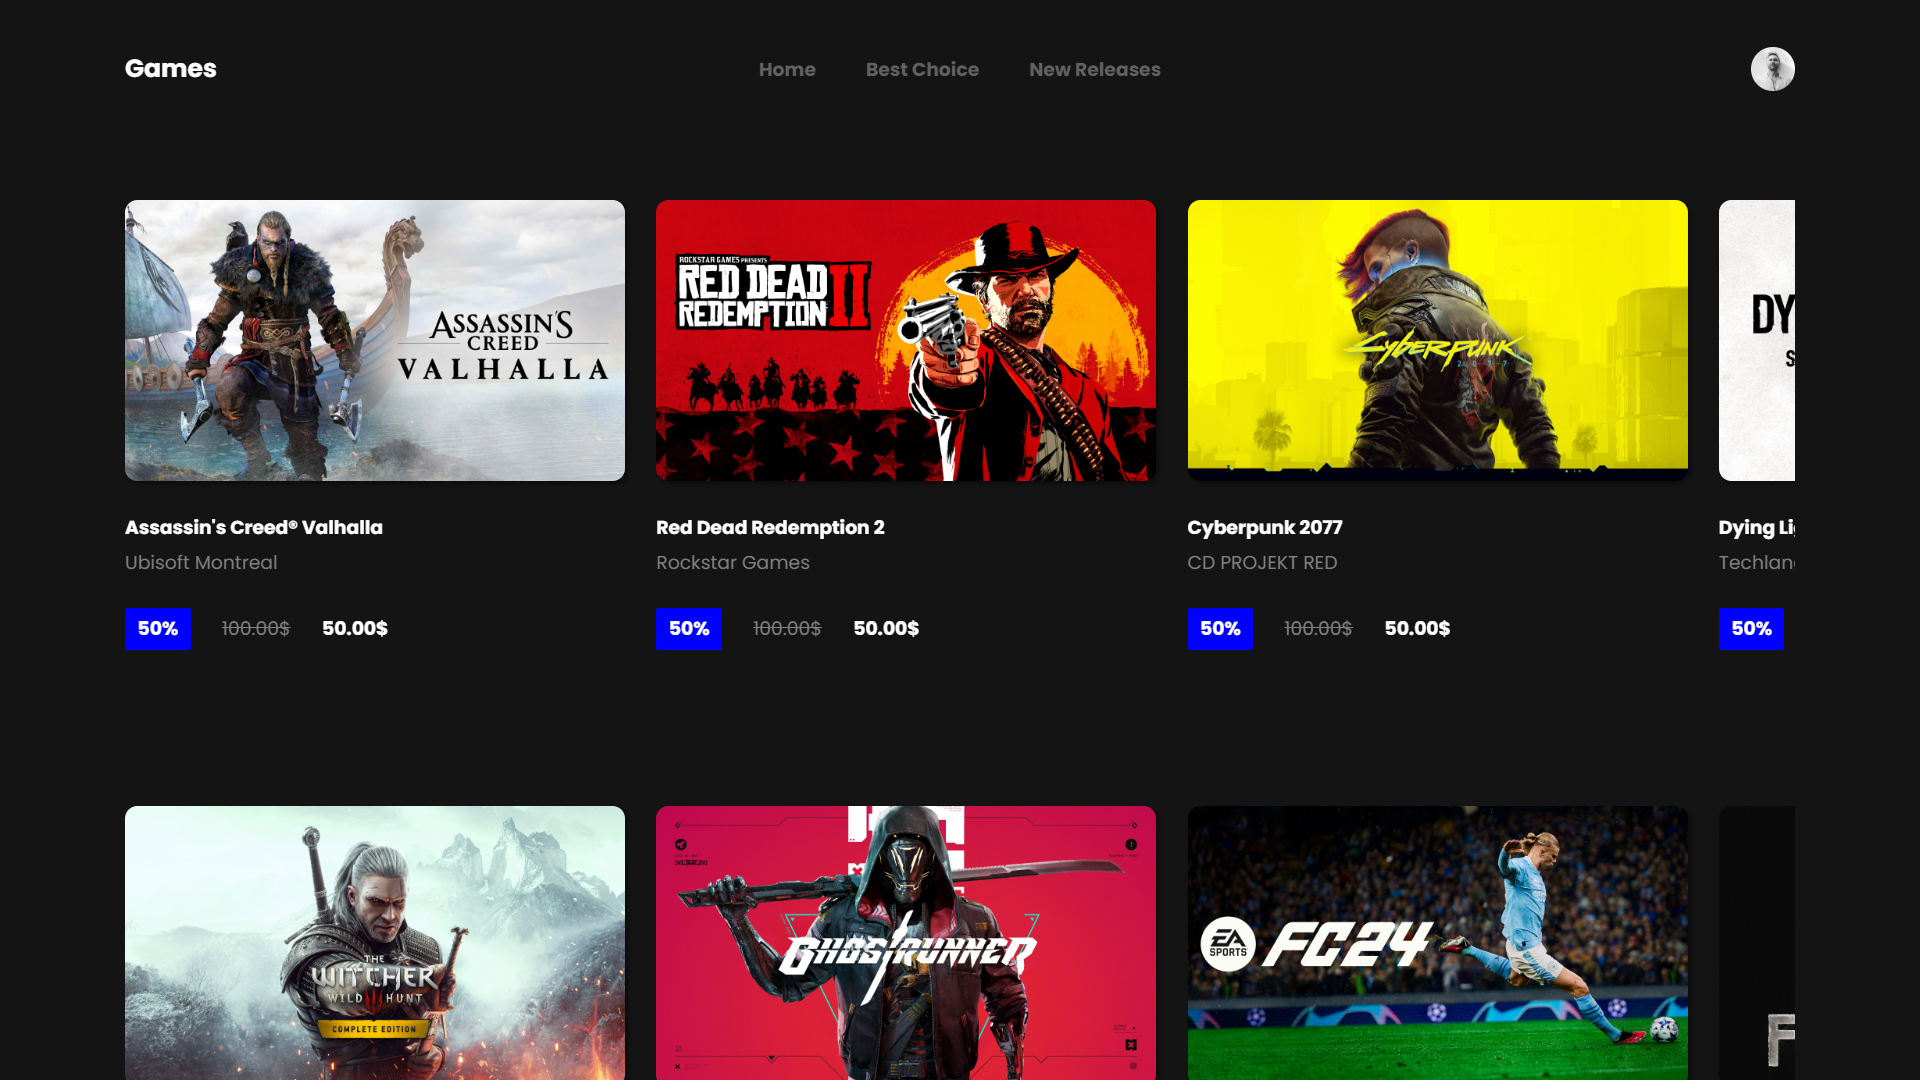 Games
Home
Best Choice
New Releases
ASSASSIN'S
CREED
VALHALLA
ROCKSTAR GAMES PRESENTS
RED DEAD
REDEMPTION II
Cyberpunk
2077
DY
S
Assassin's Creed® Valhalla
Ubisoft Montreal
50%
100.00$
50.00$
Red Dead Redemption 2
Rockstar Games
50%
100.00$
50.00$
Cyberpunk 2077
CD PROJEKT RED
50%
100.00$
50.00$
Dying Li
Techlan
50%
THE
WITCHER
WILD HUNT
COMPLETE EDITION
GHOSTRUNNER
EA
SPORTS
FC24
F